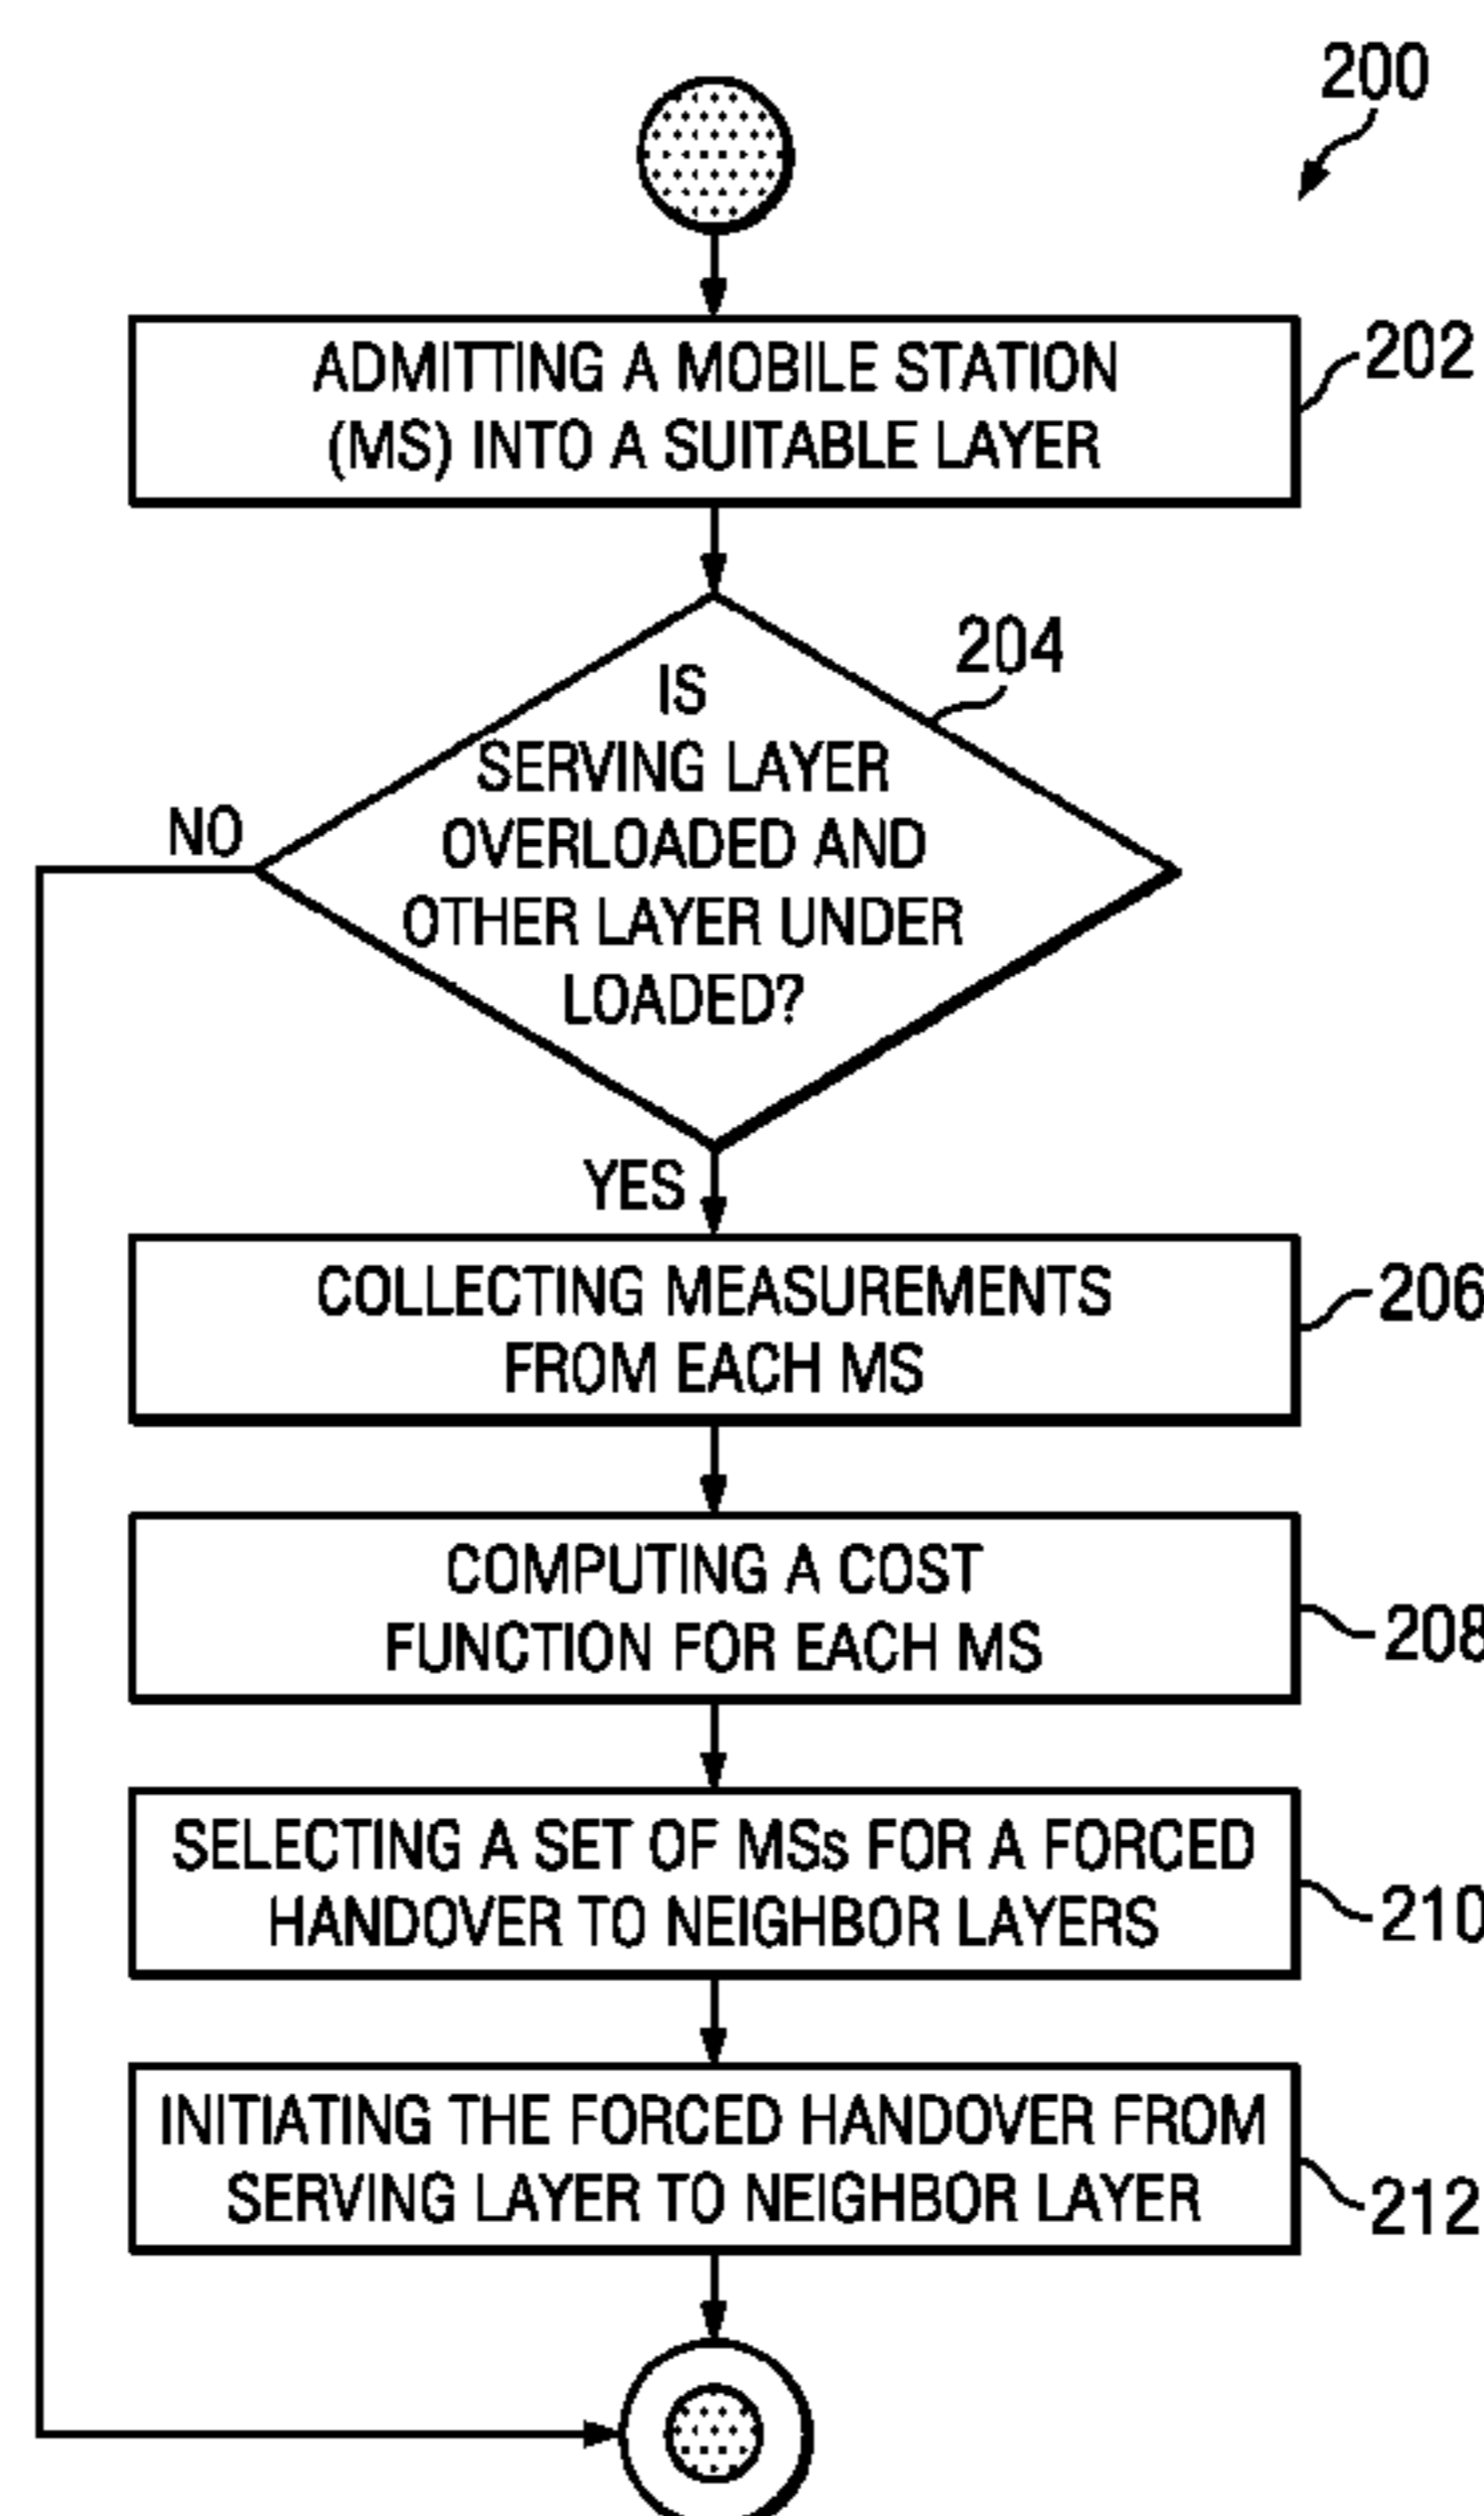 200
ADMITTING A MOBILE STATION
(MS) INTO A SUITABLE LAYER
202
204
IS
SERVING LAYER
OVERLOADED AND
OTHER LAYER UNDER
LOADED?
NO
YES
COLLECTING MEASUREMENTS
FROM EACH MS
206
COMPUTING A COST
FUNCTION FOR EACH MS
208
SELECTING A SET OF MSs FOR A FORCED
HANDOVER TO NEIGHBOR LAYERS
210
INITIATING THE FORCED HANDOVER FROM
SERVING LAYER TO NEIGHBOR LAYER
212